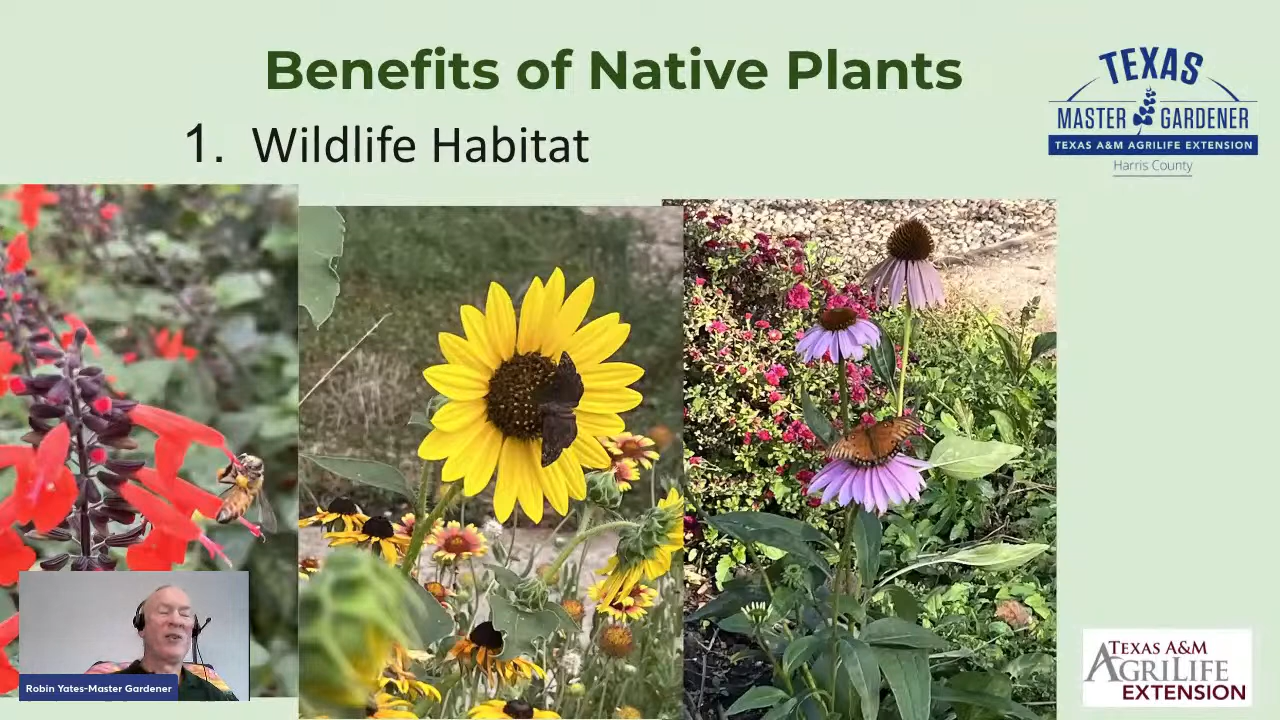 Benefits of Native Plants
1. Wildlife Habitat
TEXAS
MASTER GARDENER
TEXAS A&M AGRILIFE EXTENSION
Harris County
Robin Yates-Master Gardener
TEXAS A&M
AGRILIFE
EXTENSION